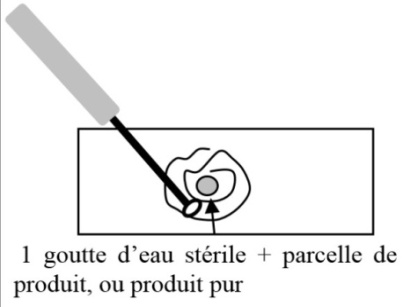 1 goutte d’eau stérile + parcelle de
produit, ou produit pur